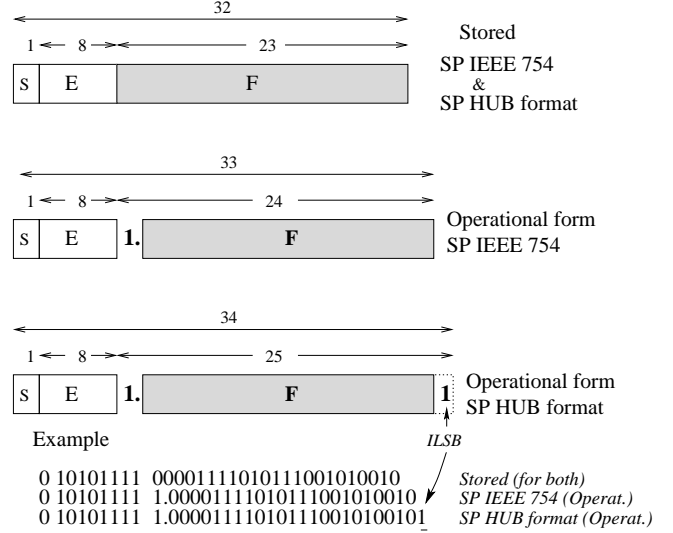 32
1 8 23
S E F
Stored
SP IEEE 754
&
SP HUB format
33
1 8 24
S E 1. F
Operational form
SP IEEE 754
34
1 8 25
S E 1. F 1
Operational form
SP HUB format
Example
ILSB
0 10101111 00001111010111001010010 Stored (for both)
0 10101111 1.00001111010111001010010 SP IEEE 754 (Operat.)
0 10101111 1.000011110101110010100101 SP HUB format (Operat.)